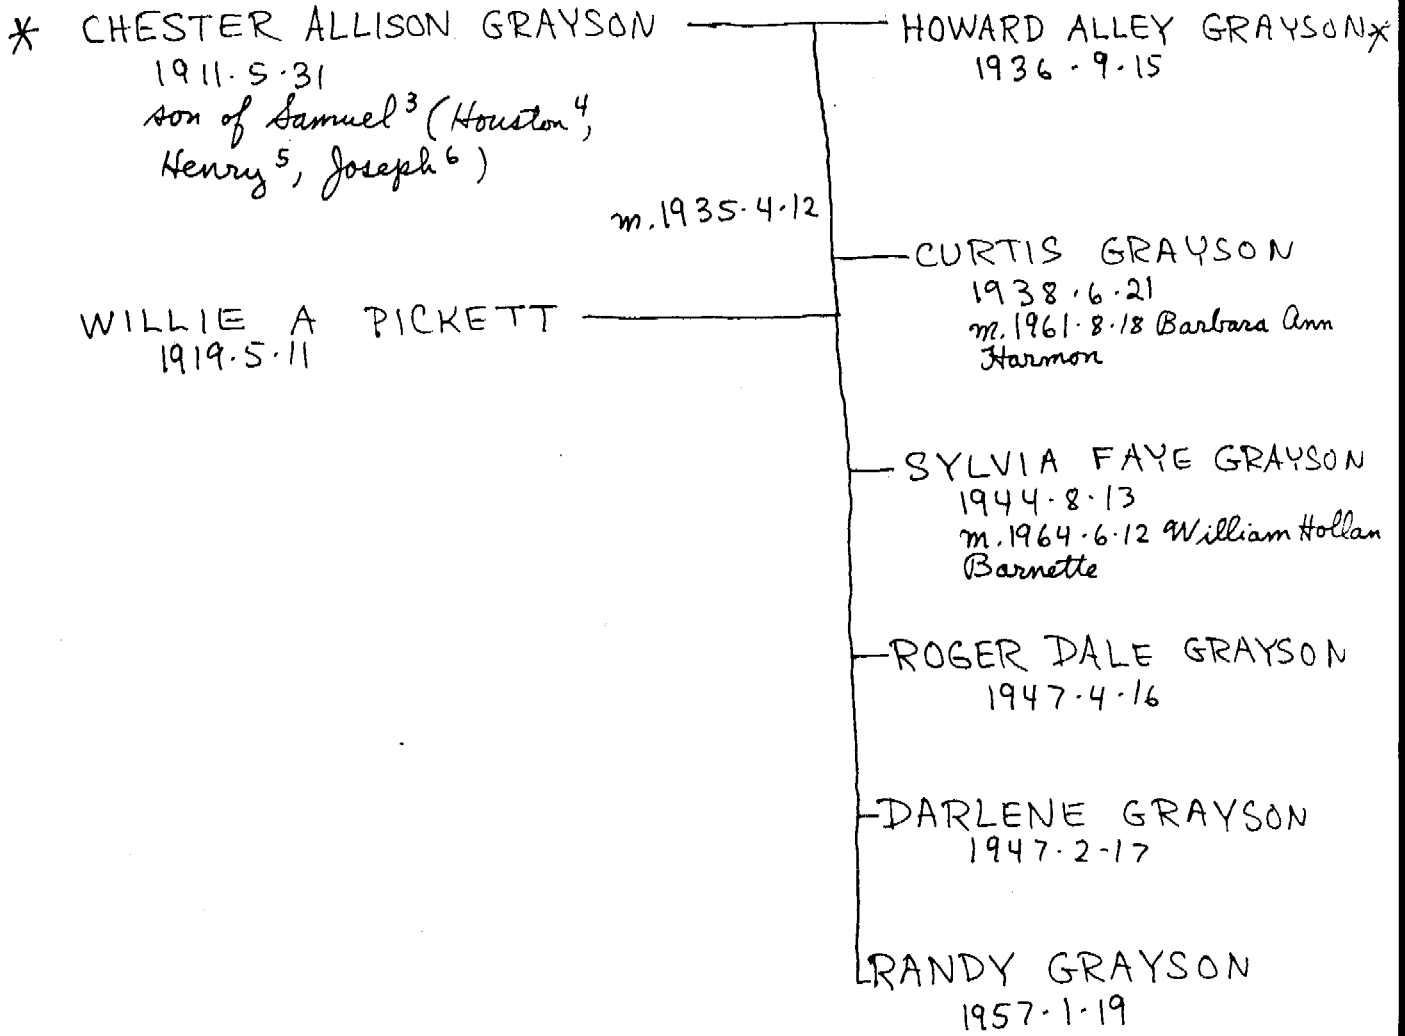 * CHESTER ALLISON GRAYSON
1911.5.31
son of Samuel³ (Houston⁴,
Henry⁵, Joseph⁶)
m.1935.4.12
WILLIE A PICKETT
1919.5.11
HOWARD ALLEY GRAYSON*
1936.9.15
CURTIS GRAYSON
1938.6.21
m.1961.8.18 Barbara Ann
Harmon
SYLVIA FAYE GRAYSON
1944.8.13
m.1964.6.12 William Hollan
Barnette
ROGER DALE GRAYSON
1947.4.16
DARLENE GRAYSON
1947.2-17
RANDY GRAYSON
1957.1.19